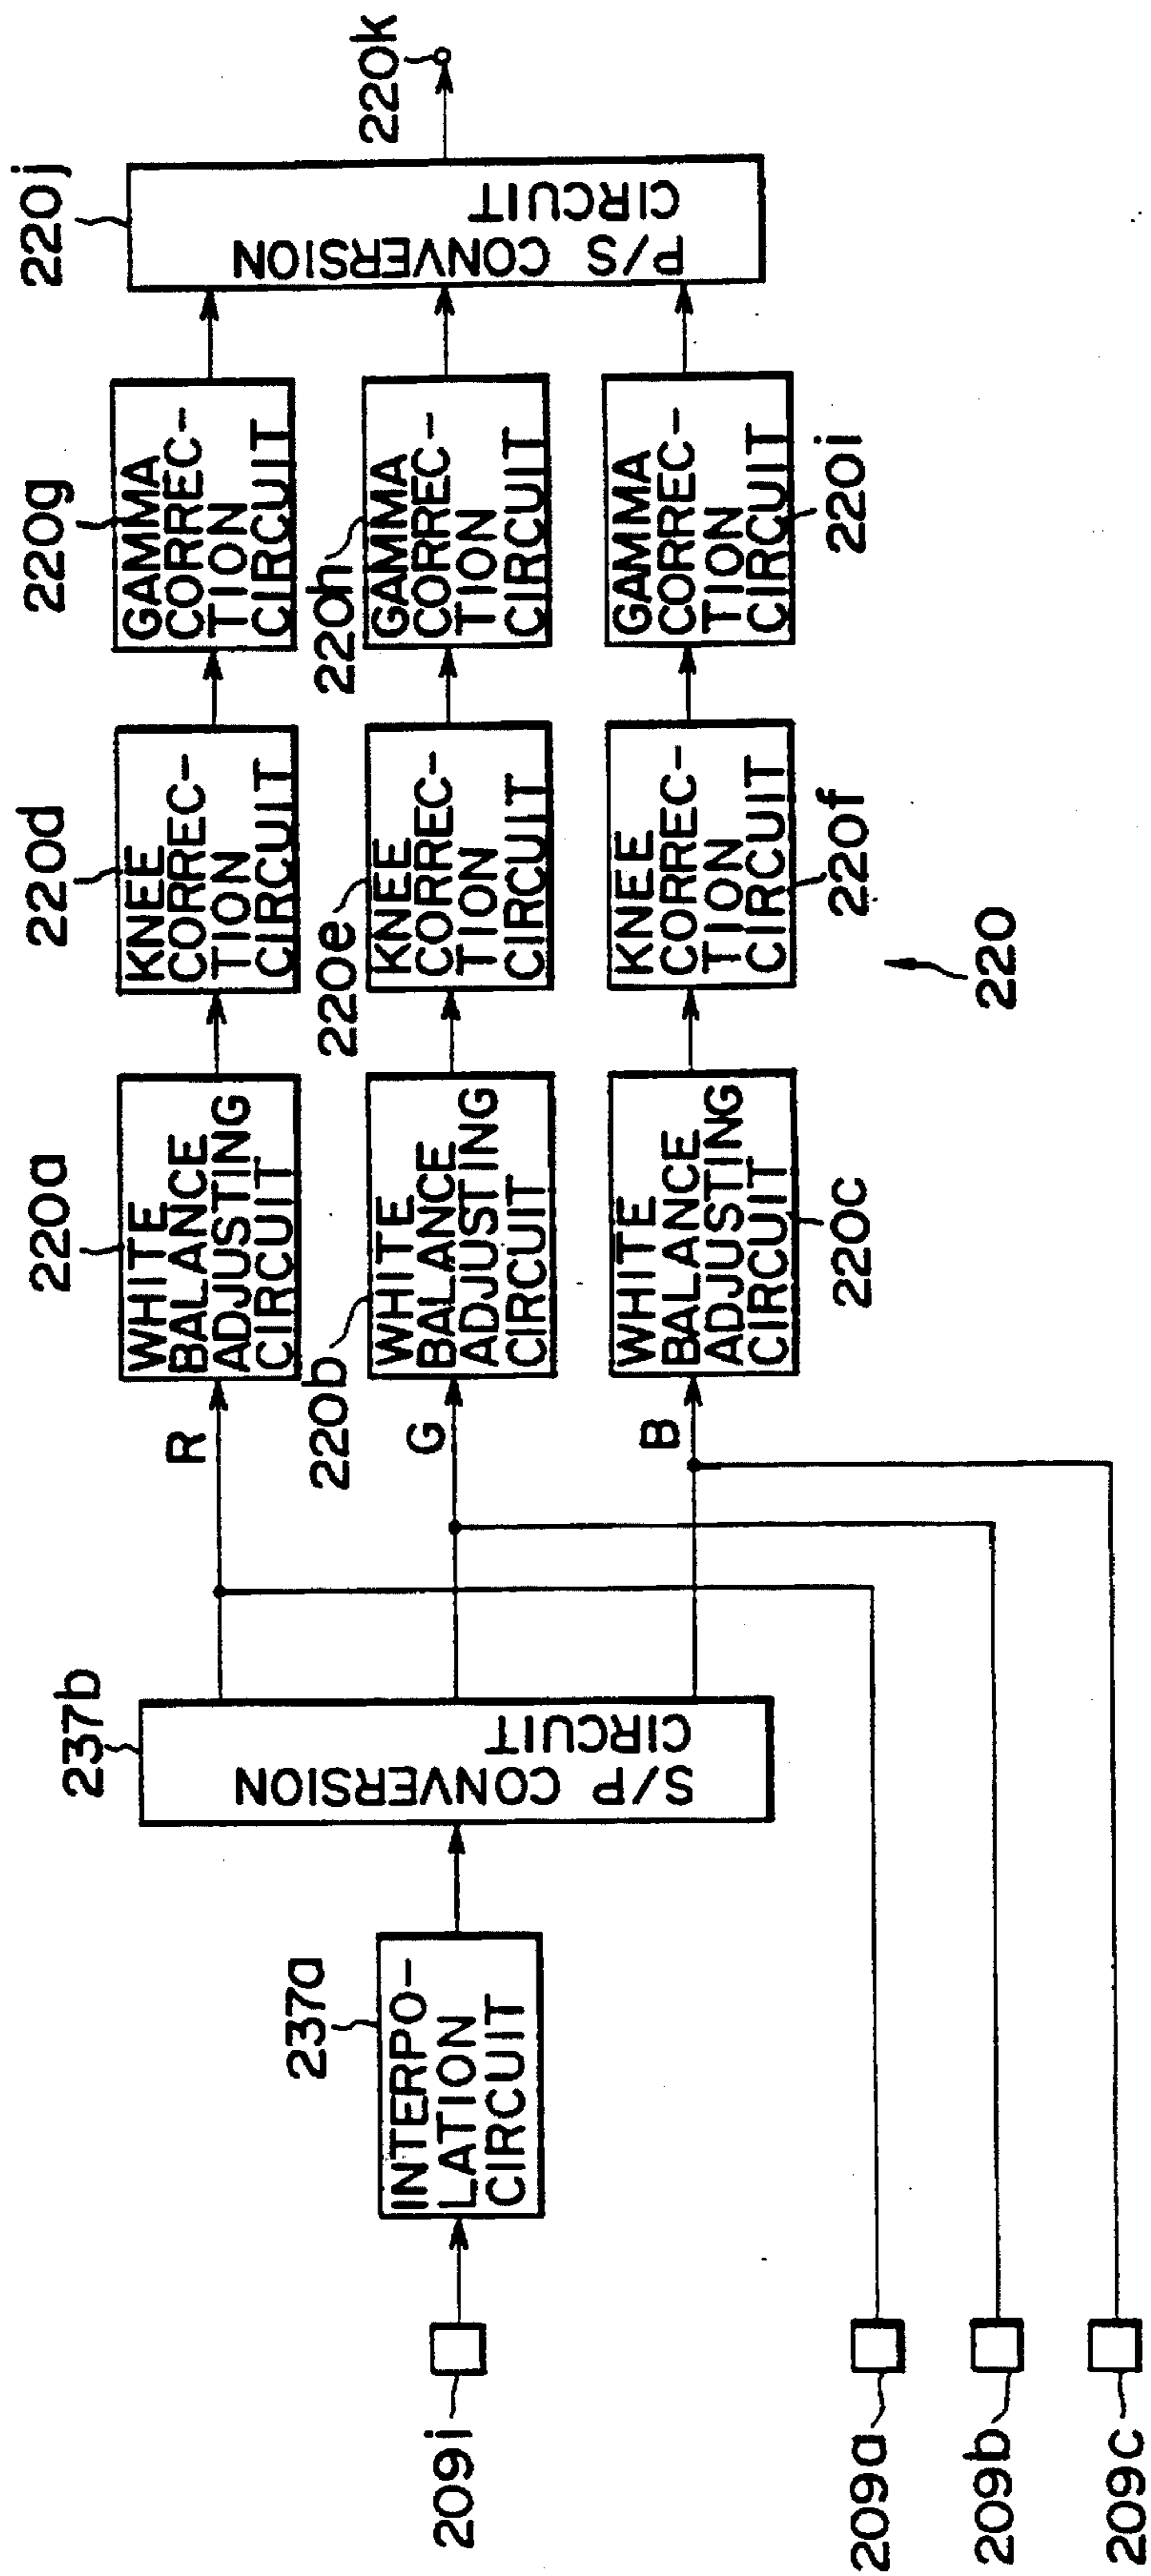 209i
237a
INTERPO-
LATION
CIRCUIT
237b
S/P CONVERSION
CIRCUIT
R
G
B
220a
WHITE
BALANCE
ADJUSTING
CIRCUIT
220b
WHITE
BALANCE
ADJUSTING
CIRCUIT
WHITE
BALANCE
ADJUSTING
CIRCUIT
220c
220d
KNEE
CORREC-
TION
CIRCUIT
220e
KNEE
CORREC-
TION
CIRCUIT
KNEE
CORREC-
TION
CIRCUIT
220f
220g
GAMMA
CORREC-
TION
CIRCUIT
220h
GAMMA
CORREC-
TION
CIRCUIT
GAMMA
CORREC-
TION
CIRCUIT
220i
220j
P/S CONVERSION
CIRCUIT
220k
220
209a
209b
209c